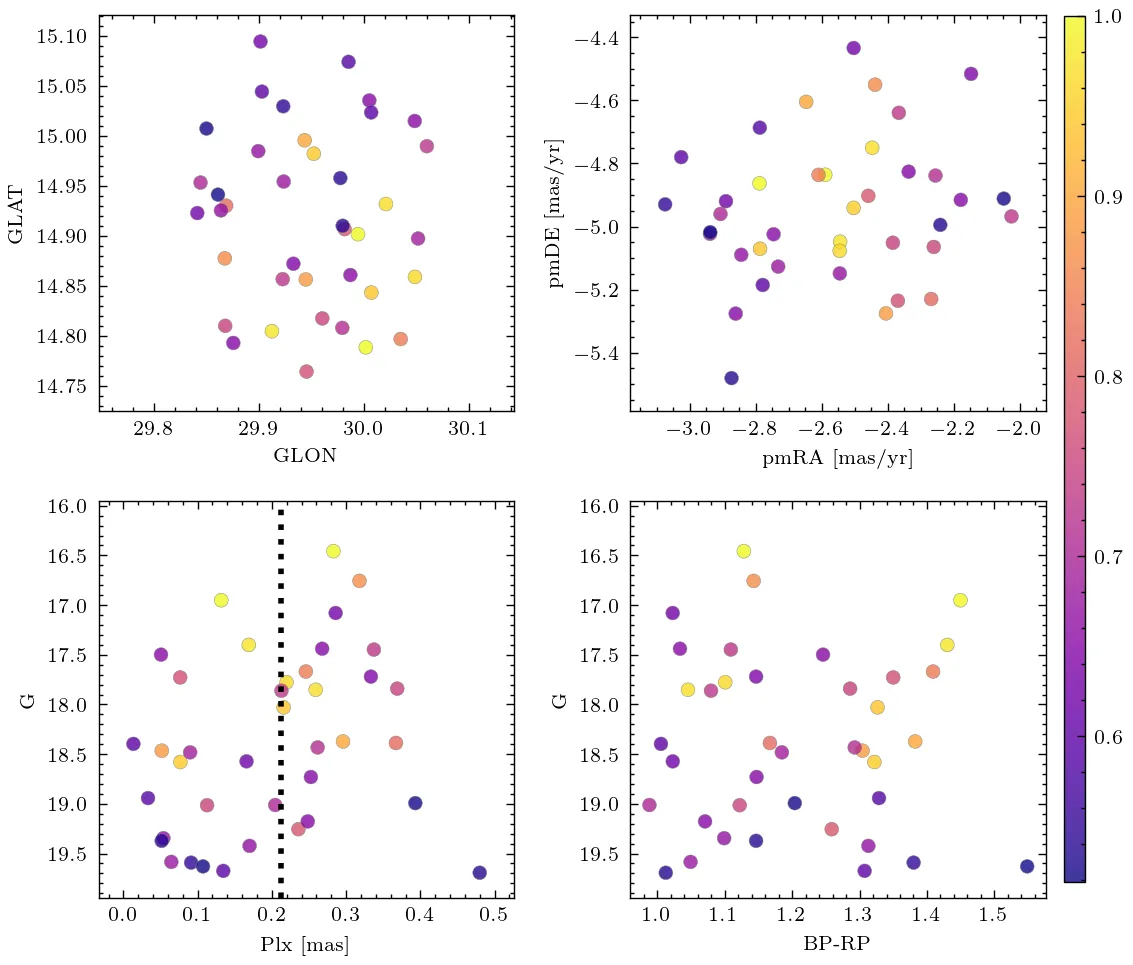 15.10
15.05
15.00
14.95
14.90
14.85
14.80
14.75
GLAT
29.8 29.9 30.0 30.1
GLON
−4.4
−4.6
−4.8
−5.0
−5.2
−5.4
pmDE [mas/yr]
−3.0 −2.8 −2.6 −2.4 −2.2 −2.0
pmRA [mas/yr]
1.0
0.9
0.8
0.7
0.6
16.0
16.5
17.0
17.5
18.0
18.5
19.0
19.5
G
0.0 0.1 0.2 0.3 0.4 0.5
Plx [mas]
16.0
16.5
17.0
17.5
18.0
18.5
19.0
19.5
G
1.0 1.1 1.2 1.3 1.4 1.5
BP-RP